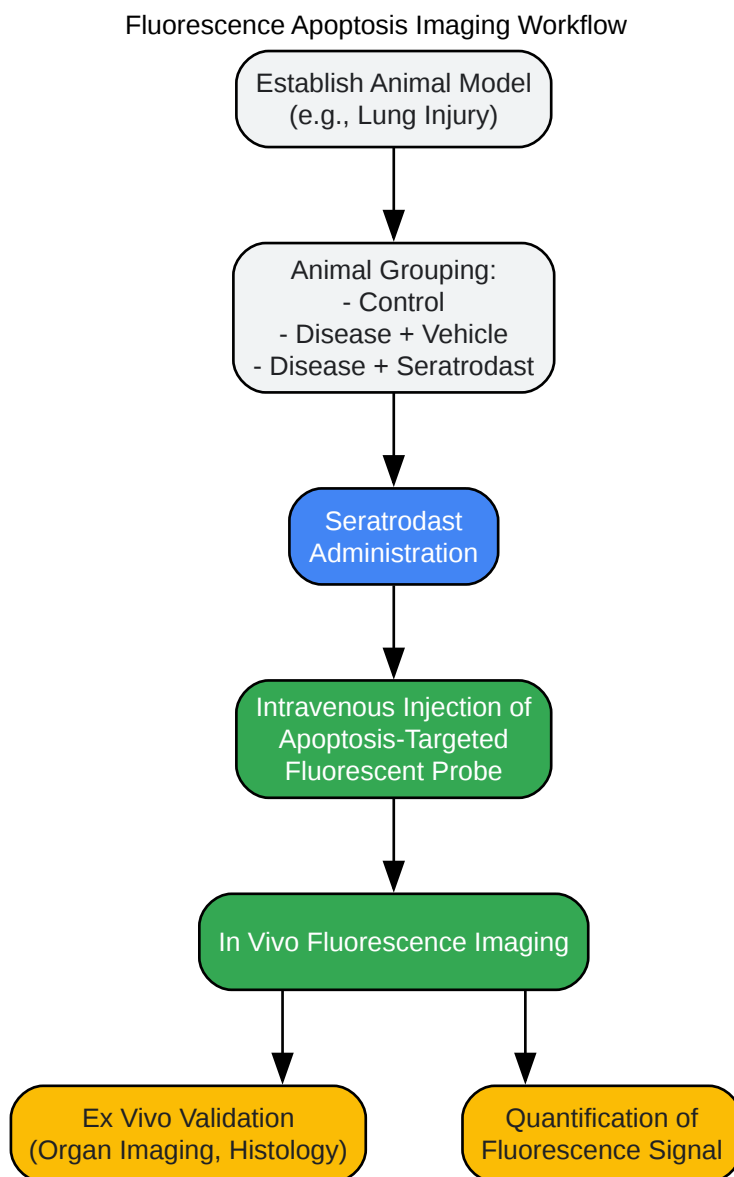 Fluorescence Apoptosis Imaging Workflow
Establish Animal Model
(e.g., Lung Injury)
Animal Grouping:
- Control
- Disease + Vehicle
- Disease + Seratrodast
Seratrodast
Administration
Intravenous Injection of
Apoptosis-Targeted
Fluorescent Probe
In Vivo Fluorescence Imaging
Ex Vivo Validation
(Organ Imaging, Histology)
Quantification of
Fluorescence Signal